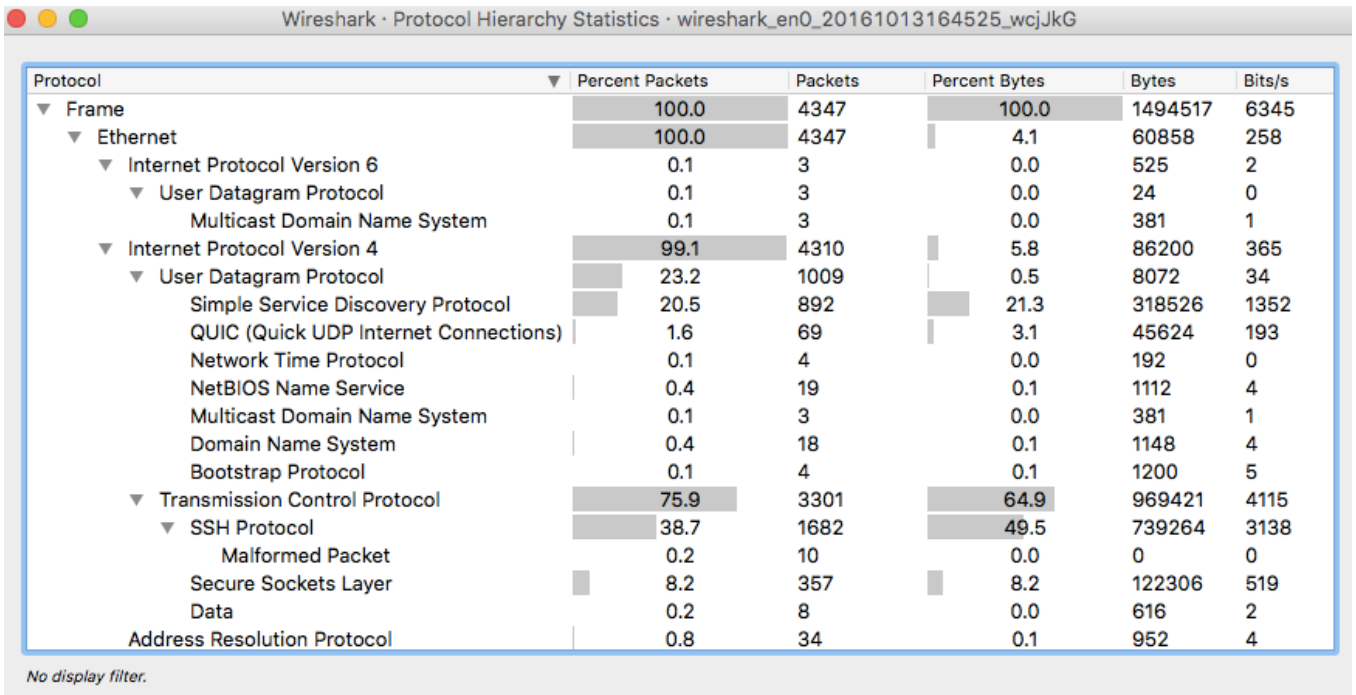 Wireshark · Protocol Hierarchy Statistics · wireshark_en0_20161013164525_wcjJkG
Protocol Percent Packets Packets Percent Bytes Bytes Bits/s
Frame 100.0 4347 100.0 1494517 6345
Ethernet 100.0 4347 4.1 60858 258
Internet Protocol Version 6 0.1 3 0.0 525 2
User Datagram Protocol 0.1 3 0.0 24 0
Multicast Domain Name System 0.1 3 0.0 381 1
Internet Protocol Version 4 99.1 4310 5.8 86200 365
User Datagram Protocol 23.2 1009 0.5 8072 34
Simple Service Discovery Protocol 20.5 892 21.3 318526 1352
QUIC (Quick UDP Internet Connections) 1.6 69 3.1 45624 193
Network Time Protocol 0.1 4 0.0 192 0
NetBIOS Name Service 0.4 19 0.1 1112 4
Multicast Domain Name System 0.1 3 0.0 381 1
Domain Name System 0.4 18 0.1 1148 4
Bootstrap Protocol 0.1 4 0.1 1200 5
Transmission Control Protocol 75.9 3301 64.9 969421 4115
SSH Protocol 38.7 1682 49.5 739264 3138
Malformed Packet 0.2 10 0.0 0 0
Secure Sockets Layer 8.2 357 8.2 122306 519
Data 0.2 8 0.0 616 2
Address Resolution Protocol 0.8 34 0.1 952 4
No display filter.